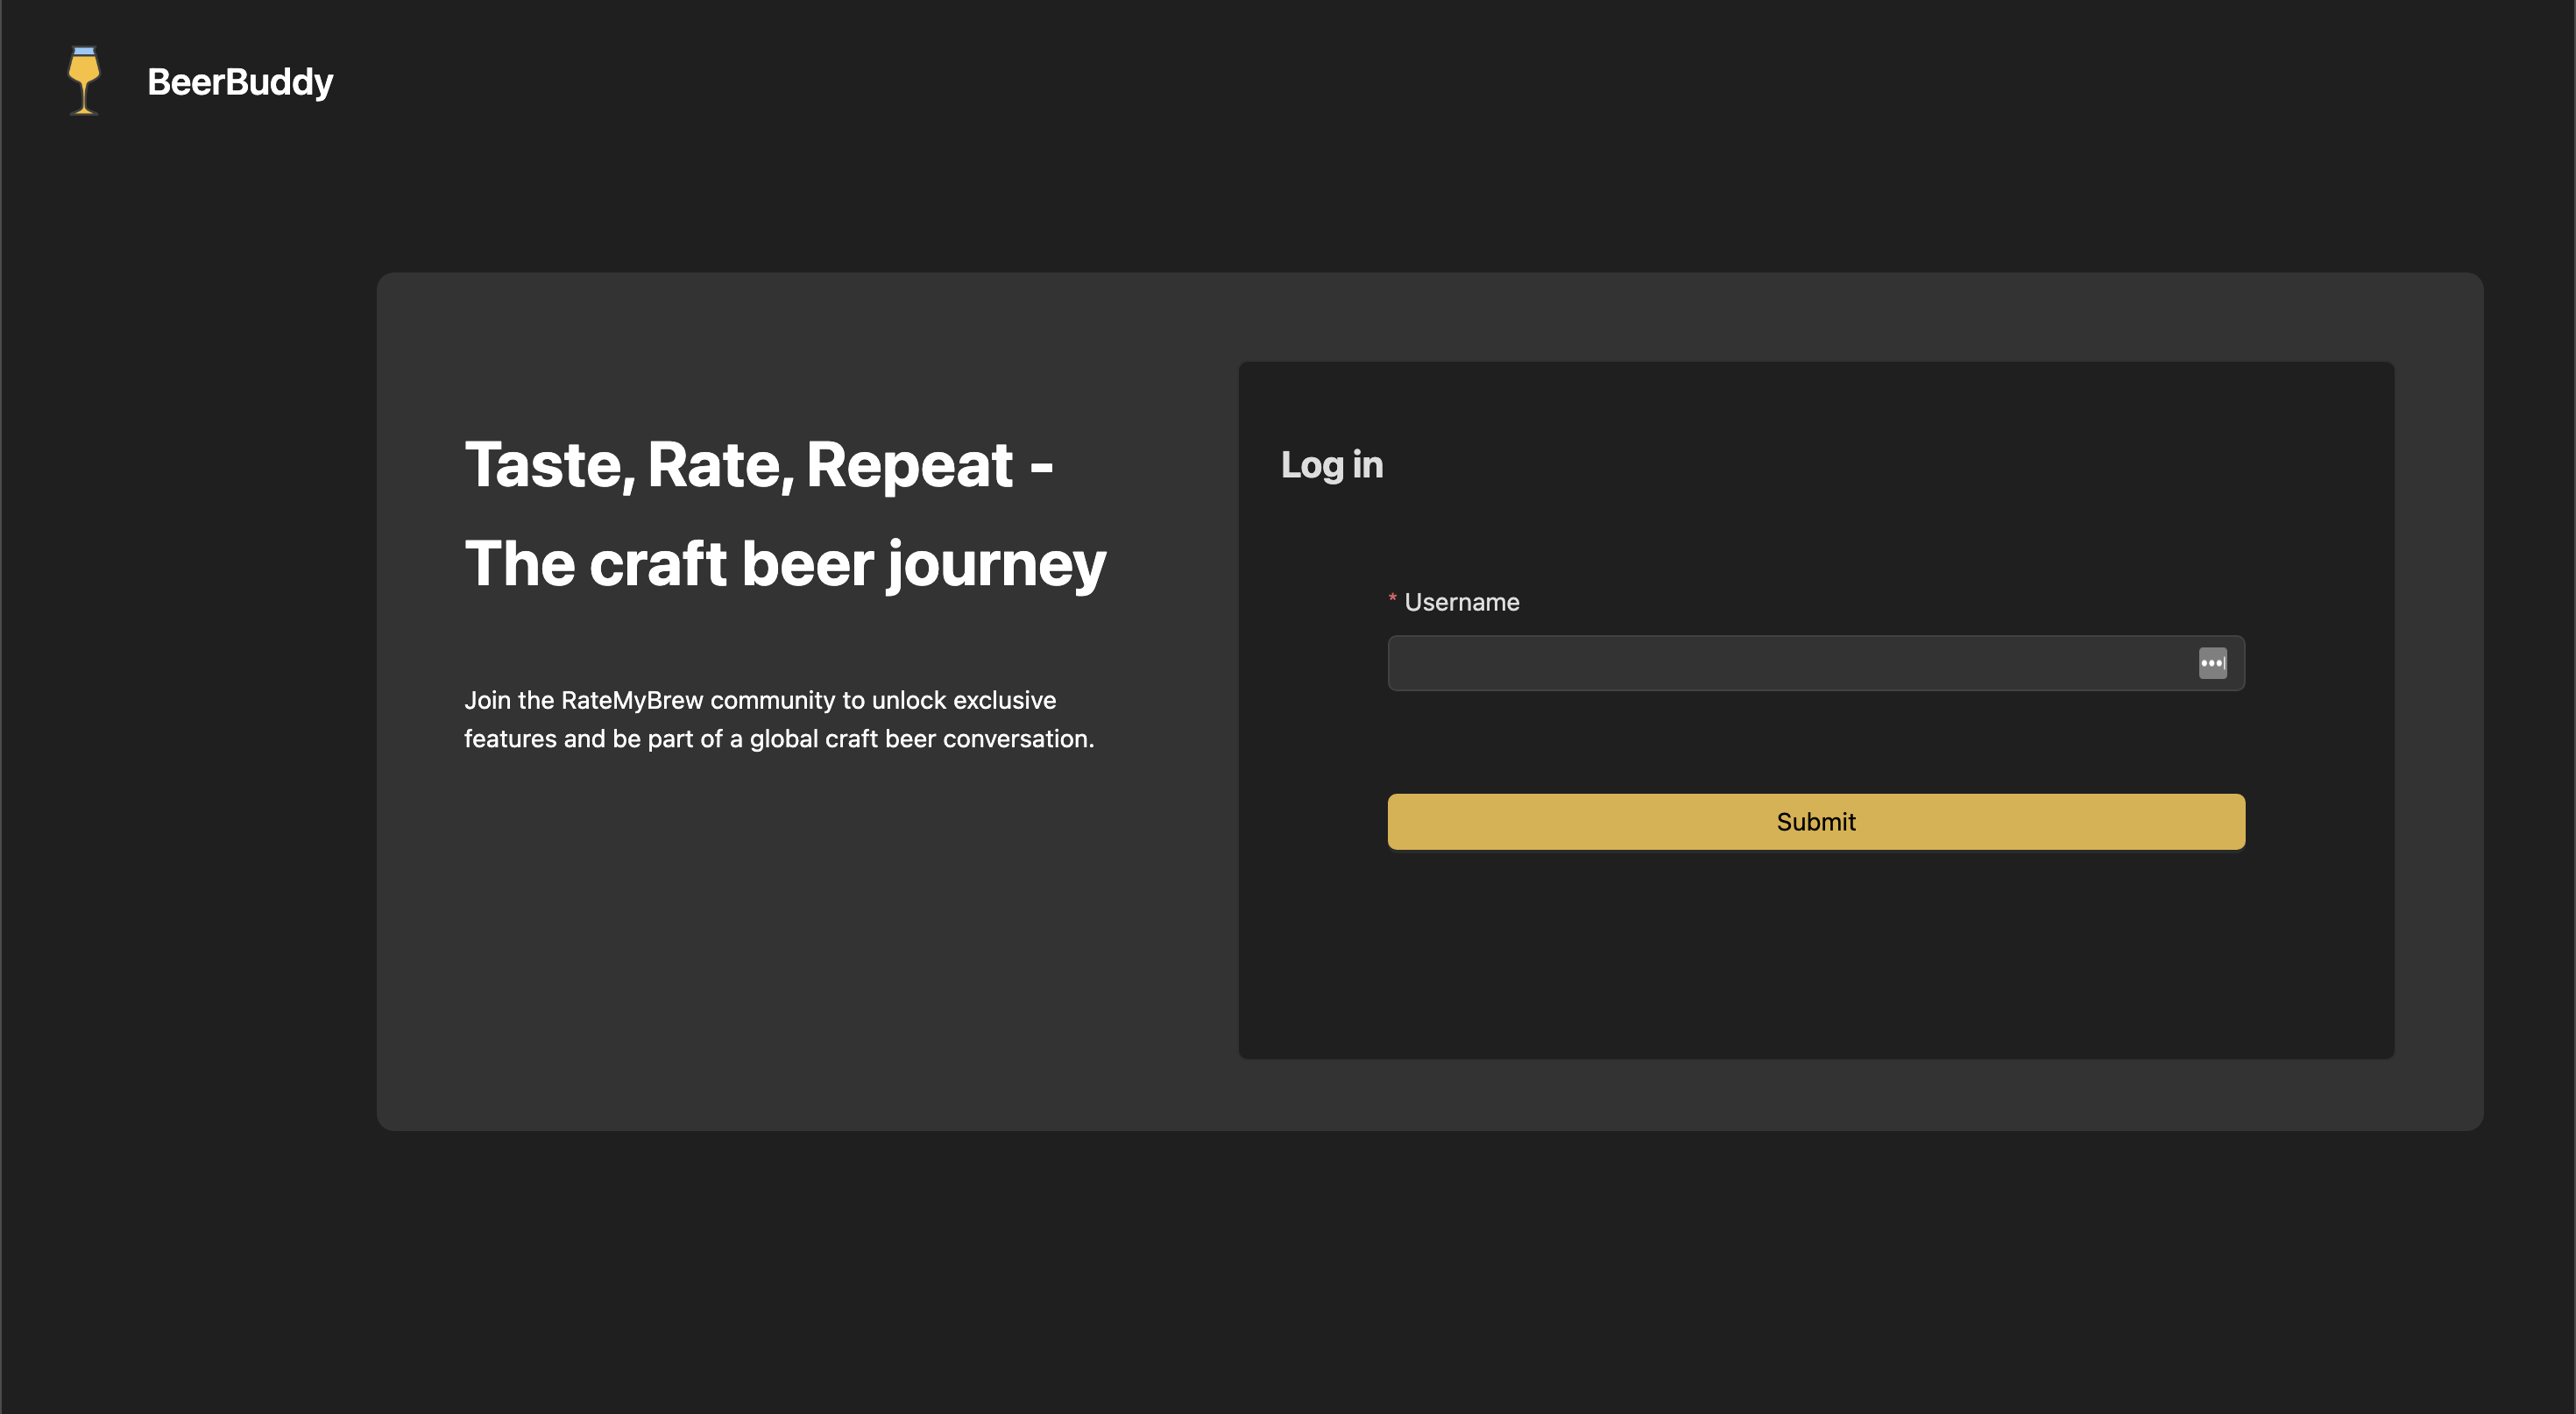 BeerBuddy
Taste, Rate, Repeat -
The craft beer journey
Join the RateMyBrew community to unlock exclusive
features and be part of a global craft beer conversation.
Log in
* Username
Submit